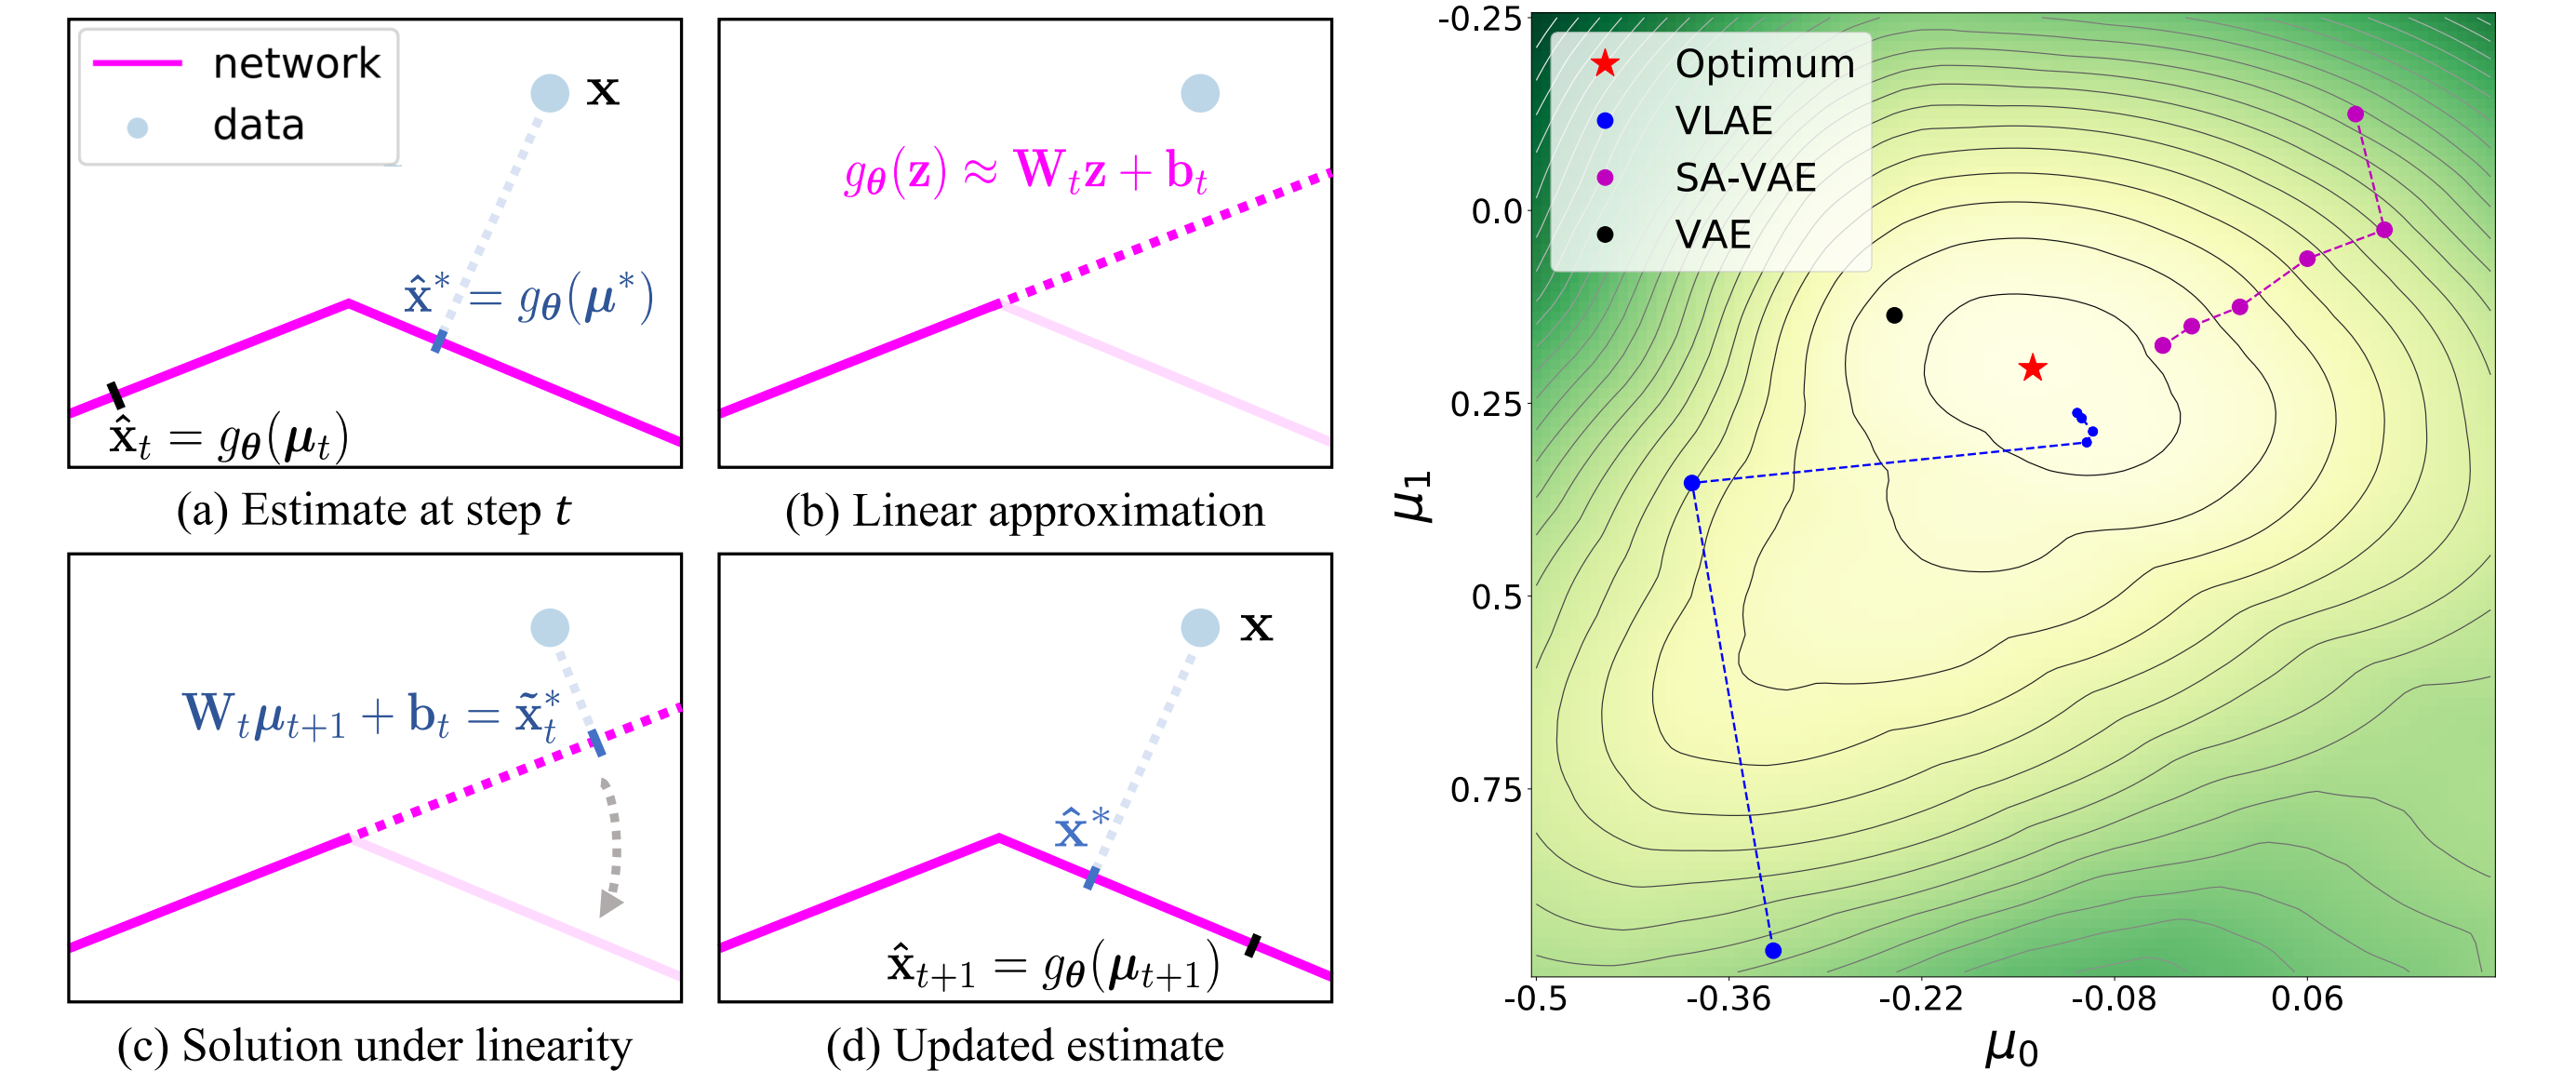 network
data
x
x̂* = g_θ(μ*)
x̂_t = g_θ(μ_t)
(a) Estimate at step t
g_θ(z) ≈ W_t z + b_t
(b) Linear approximation
W_t μ_{t+1} + b_t = x̃*_t
(c) Solution under linearity
x
x̂*
x̂_{t+1} = g_θ(μ_{t+1})
(d) Updated estimate
Optimum
VLAE
SA-VAE
VAE
-0.25
0.0
0.25
0.5
0.75
μ₁
-0.5 -0.36 -0.22 -0.08 0.06
μ₀